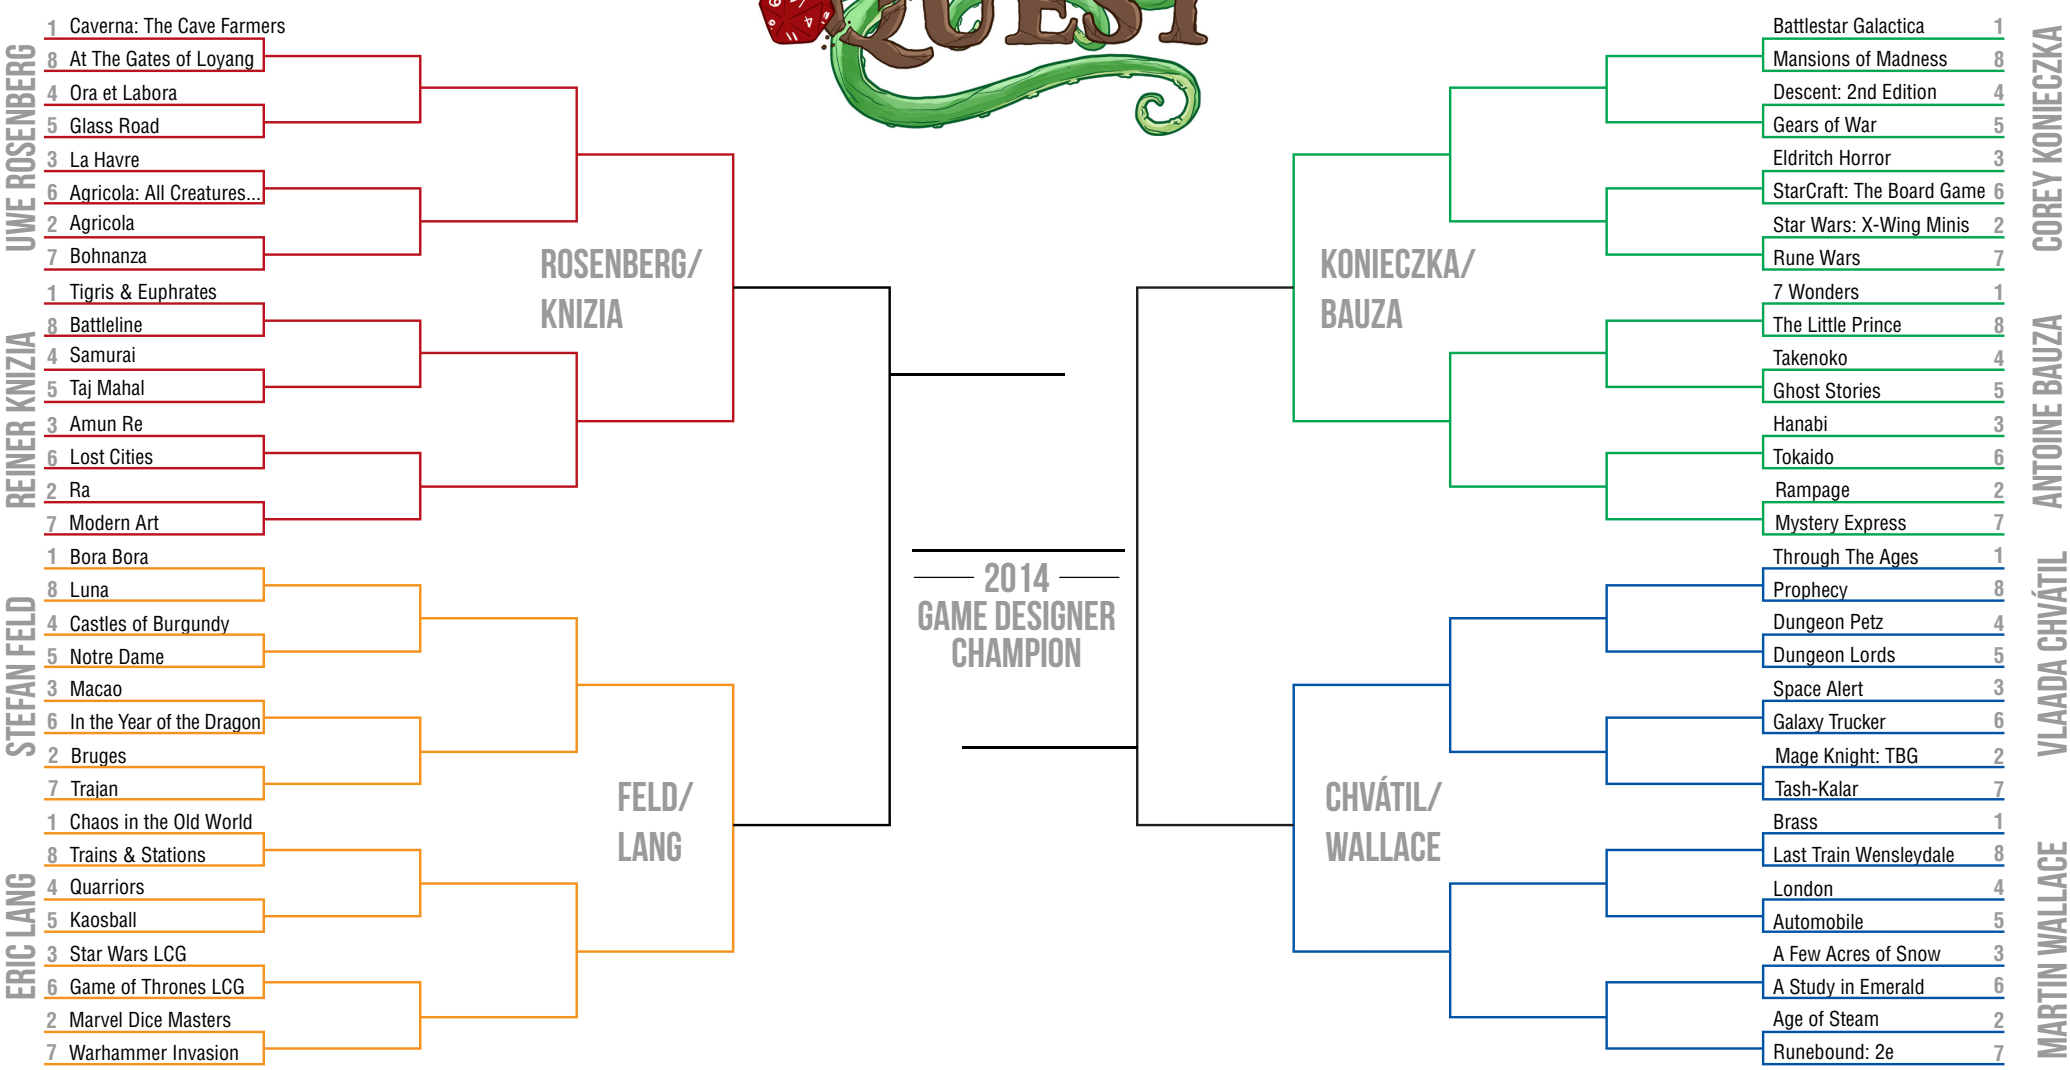 QUEST
UWE ROSENBERG
1 Caverna: The Cave Farmers
8 At The Gates of Loyang
4 Ora et Labora
5 Glass Road
3 La Havre
6 Agricola: All Creatures...
2 Agricola
7 Bohnanza
REINER KNIZIA
1 Tigris & Euphrates
8 Battleline
4 Samurai
5 Taj Mahal
3 Amun Re
6 Lost Cities
2 Ra
7 Modern Art
STEFAN FELD
1 Bora Bora
8 Luna
4 Castles of Burgundy
5 Notre Dame
3 Macao
6 In the Year of the Dragon
2 Bruges
7 Trajan
ERIC LANG
1 Chaos in the Old World
8 Trains & Stations
4 Quarriors
5 Kaosball
3 Star Wars LCG
6 Game of Thrones LCG
2 Marvel Dice Masters
7 Warhammer Invasion
ROSENBERG/
KNIZIA
FELD/
LANG
2014
GAME DESIGNER
CHAMPION
KONIECZKA/
BAUZA
CHVÁTIL/
WALLACE
COREY KONIECZKA
Battlestar Galactica 1
Mansions of Madness 8
Descent: 2nd Edition 4
Gears of War 5
Eldritch Horror 3
StarCraft: The Board Game 6
Star Wars: X-Wing Minis 2
Rune Wars 7
ANTOINE BAUZA
7 Wonders 1
The Little Prince 8
Takenoko 4
Ghost Stories 5
Hanabi 3
Tokaido 6
Rampage 2
Mystery Express 7
VLAADA CHVÁTIL
Through The Ages 1
Prophecy 8
Dungeon Petz 4
Dungeon Lords 5
Space Alert 3
Galaxy Trucker 6
Mage Knight: TBG 2
Tash-Kalar 7
MARTIN WALLACE
Brass 1
Last Train Wensleydale 8
London 4
Automobile 5
A Few Acres of Snow 3
A Study in Emerald 6
Age of Steam 2
Runebound: 2e 7